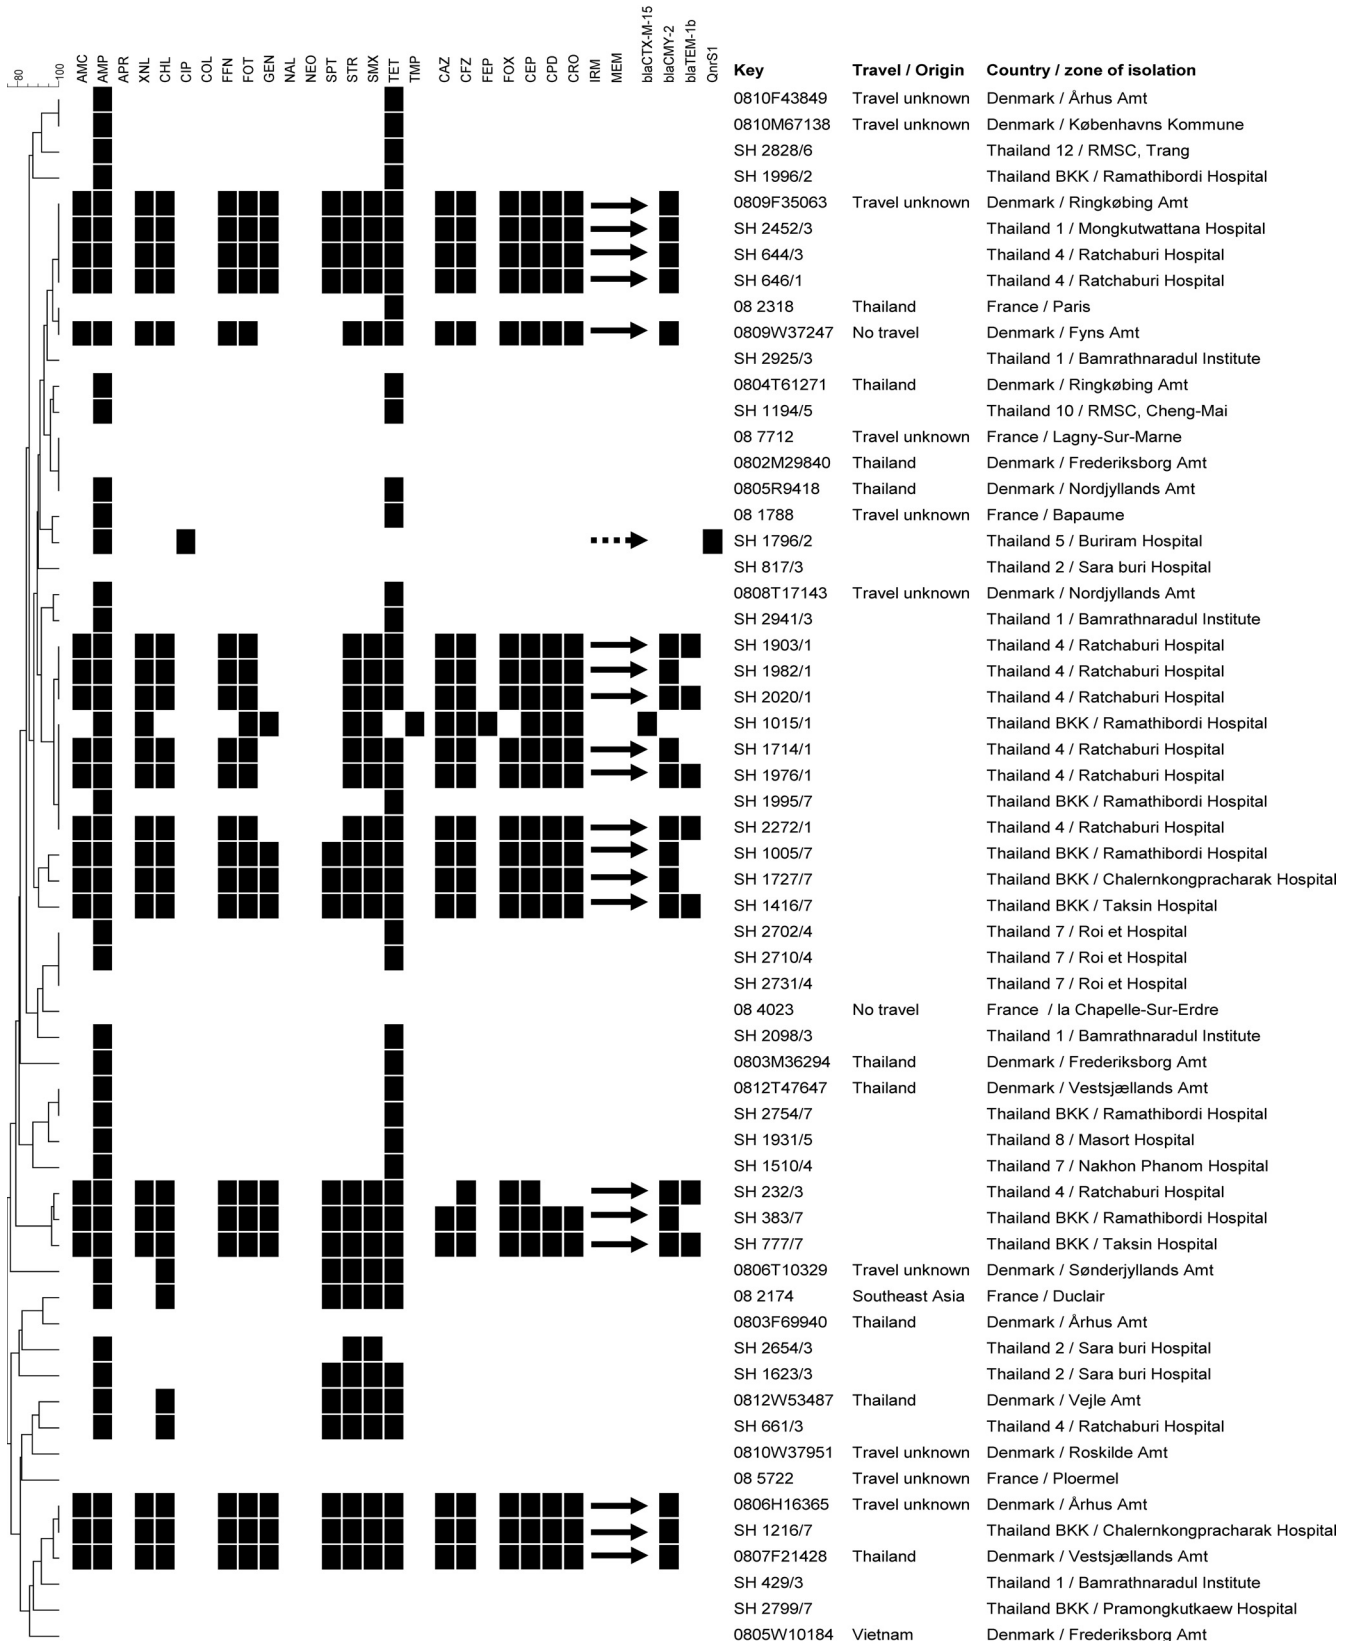 80 100 AMC AMP APR XNL CHL CIP COL FFN FOT GEN NAL NEO SPT STR SMX TET TMP CAZ CFZ FEP FOX CEP CPD CRO IRM MEM blaCTX-M-15 blaCMY-2 blaTEM-1b QnrS1
Key Travel / Origin Country / zone of isolation
0810F43849 Travel unknown Denmark / Århus Amt
0810M67138 Travel unknown Denmark / Københavns Kommune
SH 2828/6 Thailand 12 / RMSC, Trang
SH 1996/2 Thailand BKK / Ramathibordi Hospital
0809F35063 Travel unknown Denmark / Ringkøbing Amt
SH 2452/3 Thailand 1 / Mongkutwattana Hospital
SH 644/3 Thailand 4 / Ratchaburi Hospital
SH 646/1 Thailand 4 / Ratchaburi Hospital
08 2318 Thailand France / Paris
0809W37247 No travel Denmark / Fyns Amt
SH 2925/3 Thailand 1 / Bamrathnaradul Institute
0804T61271 Thailand Denmark / Ringkøbing Amt
SH 1194/5 Thailand 10 / RMSC, Cheng-Mai
08 7712 Travel unknown France / Lagny-Sur-Marne
0802M29840 Thailand Denmark / Frederiksborg Amt
0805R9418 Thailand Denmark / Nordjyllands Amt
08 1788 Travel unknown France / Bapaume
SH 1796/2 Thailand 5 / Buriram Hospital
SH 817/3 Thailand 2 / Sara buri Hospital
0808T17143 Travel unknown Denmark / Nordjyllands Amt
SH 2941/3 Thailand 1 / Bamrathnaradul Institute
SH 1903/1 Thailand 4 / Ratchaburi Hospital
SH 1982/1 Thailand 4 / Ratchaburi Hospital
SH 2020/1 Thailand 4 / Ratchaburi Hospital
SH 1015/1 Thailand BKK / Ramathibordi Hospital
SH 1714/1 Thailand 4 / Ratchaburi Hospital
SH 1976/1 Thailand 4 / Ratchaburi Hospital
SH 1995/7 Thailand BKK / Ramathibordi Hospital
SH 2272/1 Thailand 4 / Ratchaburi Hospital
SH 1005/7 Thailand BKK / Ramathibordi Hospital
SH 1727/7 Thailand BKK / Chalernkongpracharak Hospital
SH 1416/7 Thailand BKK / Taksin Hospital
SH 2702/4 Thailand 7 / Roi et Hospital
SH 2710/4 Thailand 7 / Roi et Hospital
SH 2731/4 Thailand 7 / Roi et Hospital
08 4023 No travel France / la Chapelle-Sur-Erdre
SH 2098/3 Thailand 1 / Bamrathnaradul Institute
0803M36294 Thailand Denmark / Frederiksborg Amt
0812T47647 Thailand Denmark / Vestsjællands Amt
SH 2754/7 Thailand BKK / Ramathibordi Hospital
SH 1931/5 Thailand 8 / Masort Hospital
SH 1510/4 Thailand 7 / Nakhon Phanom Hospital
SH 232/3 Thailand 4 / Ratchaburi Hospital
SH 383/7 Thailand BKK / Ramathibordi Hospital
SH 777/7 Thailand BKK / Taksin Hospital
0806T10329 Travel unknown Denmark / Sønderjyllands Amt
08 2174 Southeast Asia France / Duclair
0803F69940 Thailand Denmark / Århus Amt
SH 2654/3 Thailand 2 / Sara buri Hospital
SH 1623/3 Thailand 2 / Sara buri Hospital
0812W53487 Thailand Denmark / Vejle Amt
SH 661/3 Thailand 4 / Ratchaburi Hospital
0810W37951 Travel unknown Denmark / Roskilde Amt
08 5722 Travel unknown France / Ploermel
0806H16365 Travel unknown Denmark / Århus Amt
SH 1216/7 Thailand BKK / Chalernkongpracharak Hospital
0807F21428 Thailand Denmark / Vestsjællands Amt
SH 429/3 Thailand 1 / Bamrathnaradul Institute
SH 2799/7 Thailand BKK / Pramongkutkaew Hospital
0805W10184 Vietnam Denmark / Frederiksborg Amt